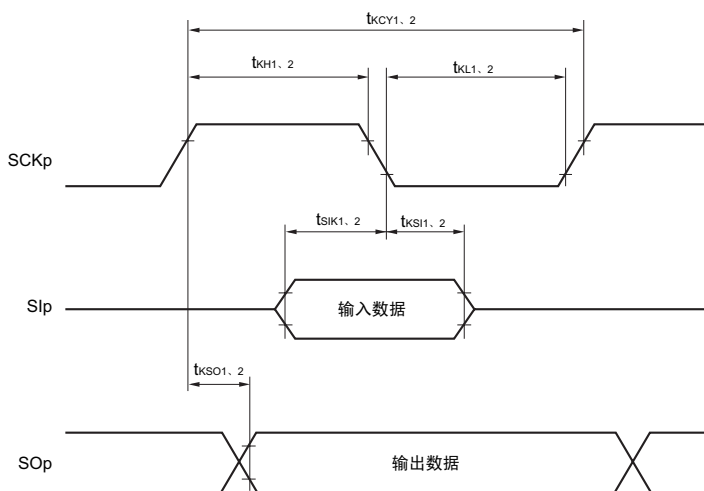 tKCY1、2
tKH1、2
tKL1、2
SCKp
tSIK1、2
tKSI1、2
SIp
输入数据
tKSO1、2
SOp
输出数据